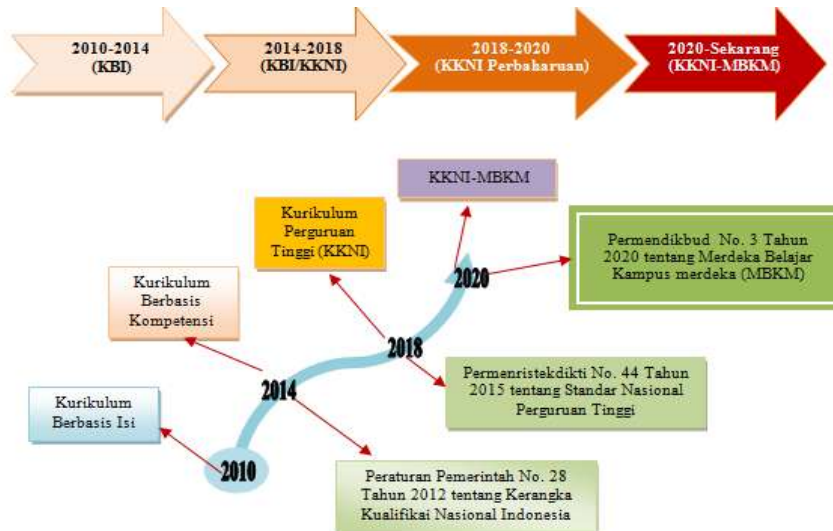 2010-2014
(KBI)
2014-2018
(KBI/KKNI)
2018-2020
(KKNI Perbaharuan)
2020-Sekarang
(KKNI-MBKM)
KKNI-MBKM
Kurikulum
Perguruan
Tinggi (KKNI)
Permendikbud No. 3 Tahun
2020 tentang Merdeka Belajar
Kampus merdeka (MBKM)
2020
Kurikulum
Berbasis
Kompetensi
2018
Permenristekdikti No. 44 Tahun
2015 tentang Standar Nasional
Perguruan Tinggi
2014
Kurikulum
Berbasis Isi
2010
Peraturan Pemerintah No. 28
Tahun 2012 tentang Kerangka
Kualifikai Nasional Indonesia